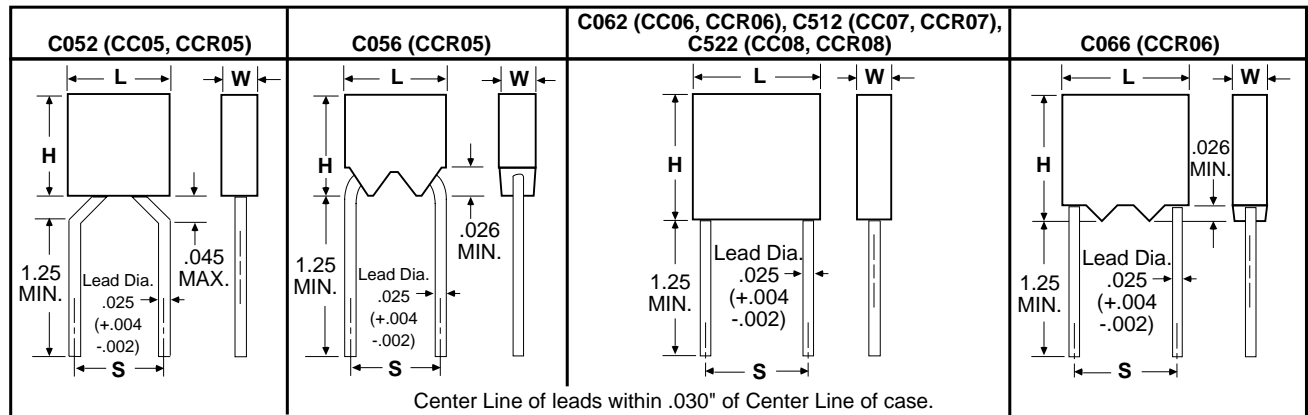 C052 (CC05, CCR05)
C056 (CCR05)
C062 (CC06, CCR06), C512 (CC07, CCR07),
C522 (CC08, CCR08)
C066 (CCR06)
L
W
H
1.25
MIN.
Lead Dia.
.025
(+.004
-.002)
.045
MAX.
S
L
W
H
1.25
MIN.
Lead Dia.
.025
(+.004
-.002)
.026
MIN.
S
L
W
H
1.25
MIN.
Lead Dia.
.025
(+.004
-.002)
S
L
W
H
.026
MIN.
1.25
MIN.
Lead Dia.
.025
(+.004
-.002)
S
Center Line of leads within .030" of Center Line of case.